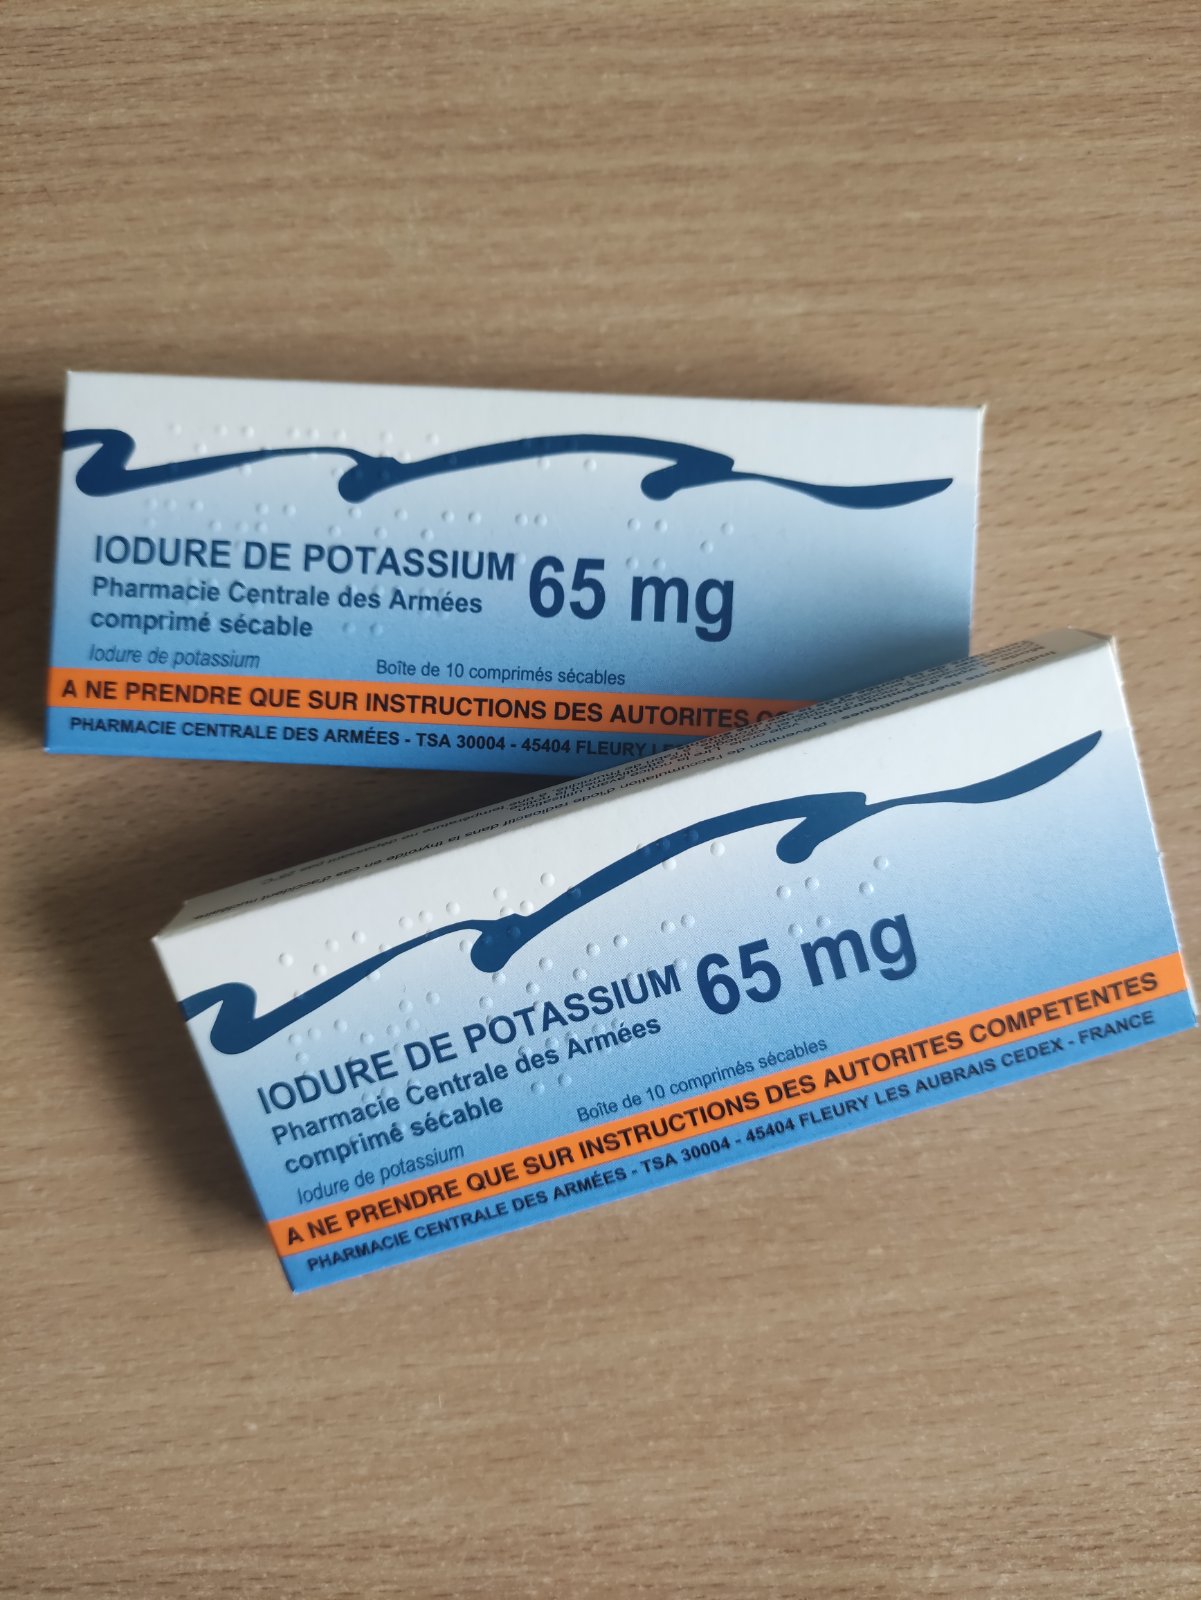 IODURE DE POTASSIUM 65 mg
Pharmacie Centrale des Armées
comprimé sécable
Iodure de potassium
Boîte de 10 comprimés sécables
A NE PRENDRE QUE SUR INSTRUCTIONS DES AUTORITES
PHARMACIE CENTRALE DES ARMÉES - TSA 30004 - 45404 FLEURY
IODURE DE POTASSIUM 65 mg
Pharmacie Centrale des Armées
comprimé sécable
Iodure de potassium
Boîte de 10 comprimés sécables
A NE PRENDRE QUE SUR INSTRUCTIONS DES AUTORITES COMPETENTES
PHARMACIE CENTRALE DES ARMÉES - TSA 30004 - 45404 FLEURY LES AUBRAIS CEDEX - FRANCE